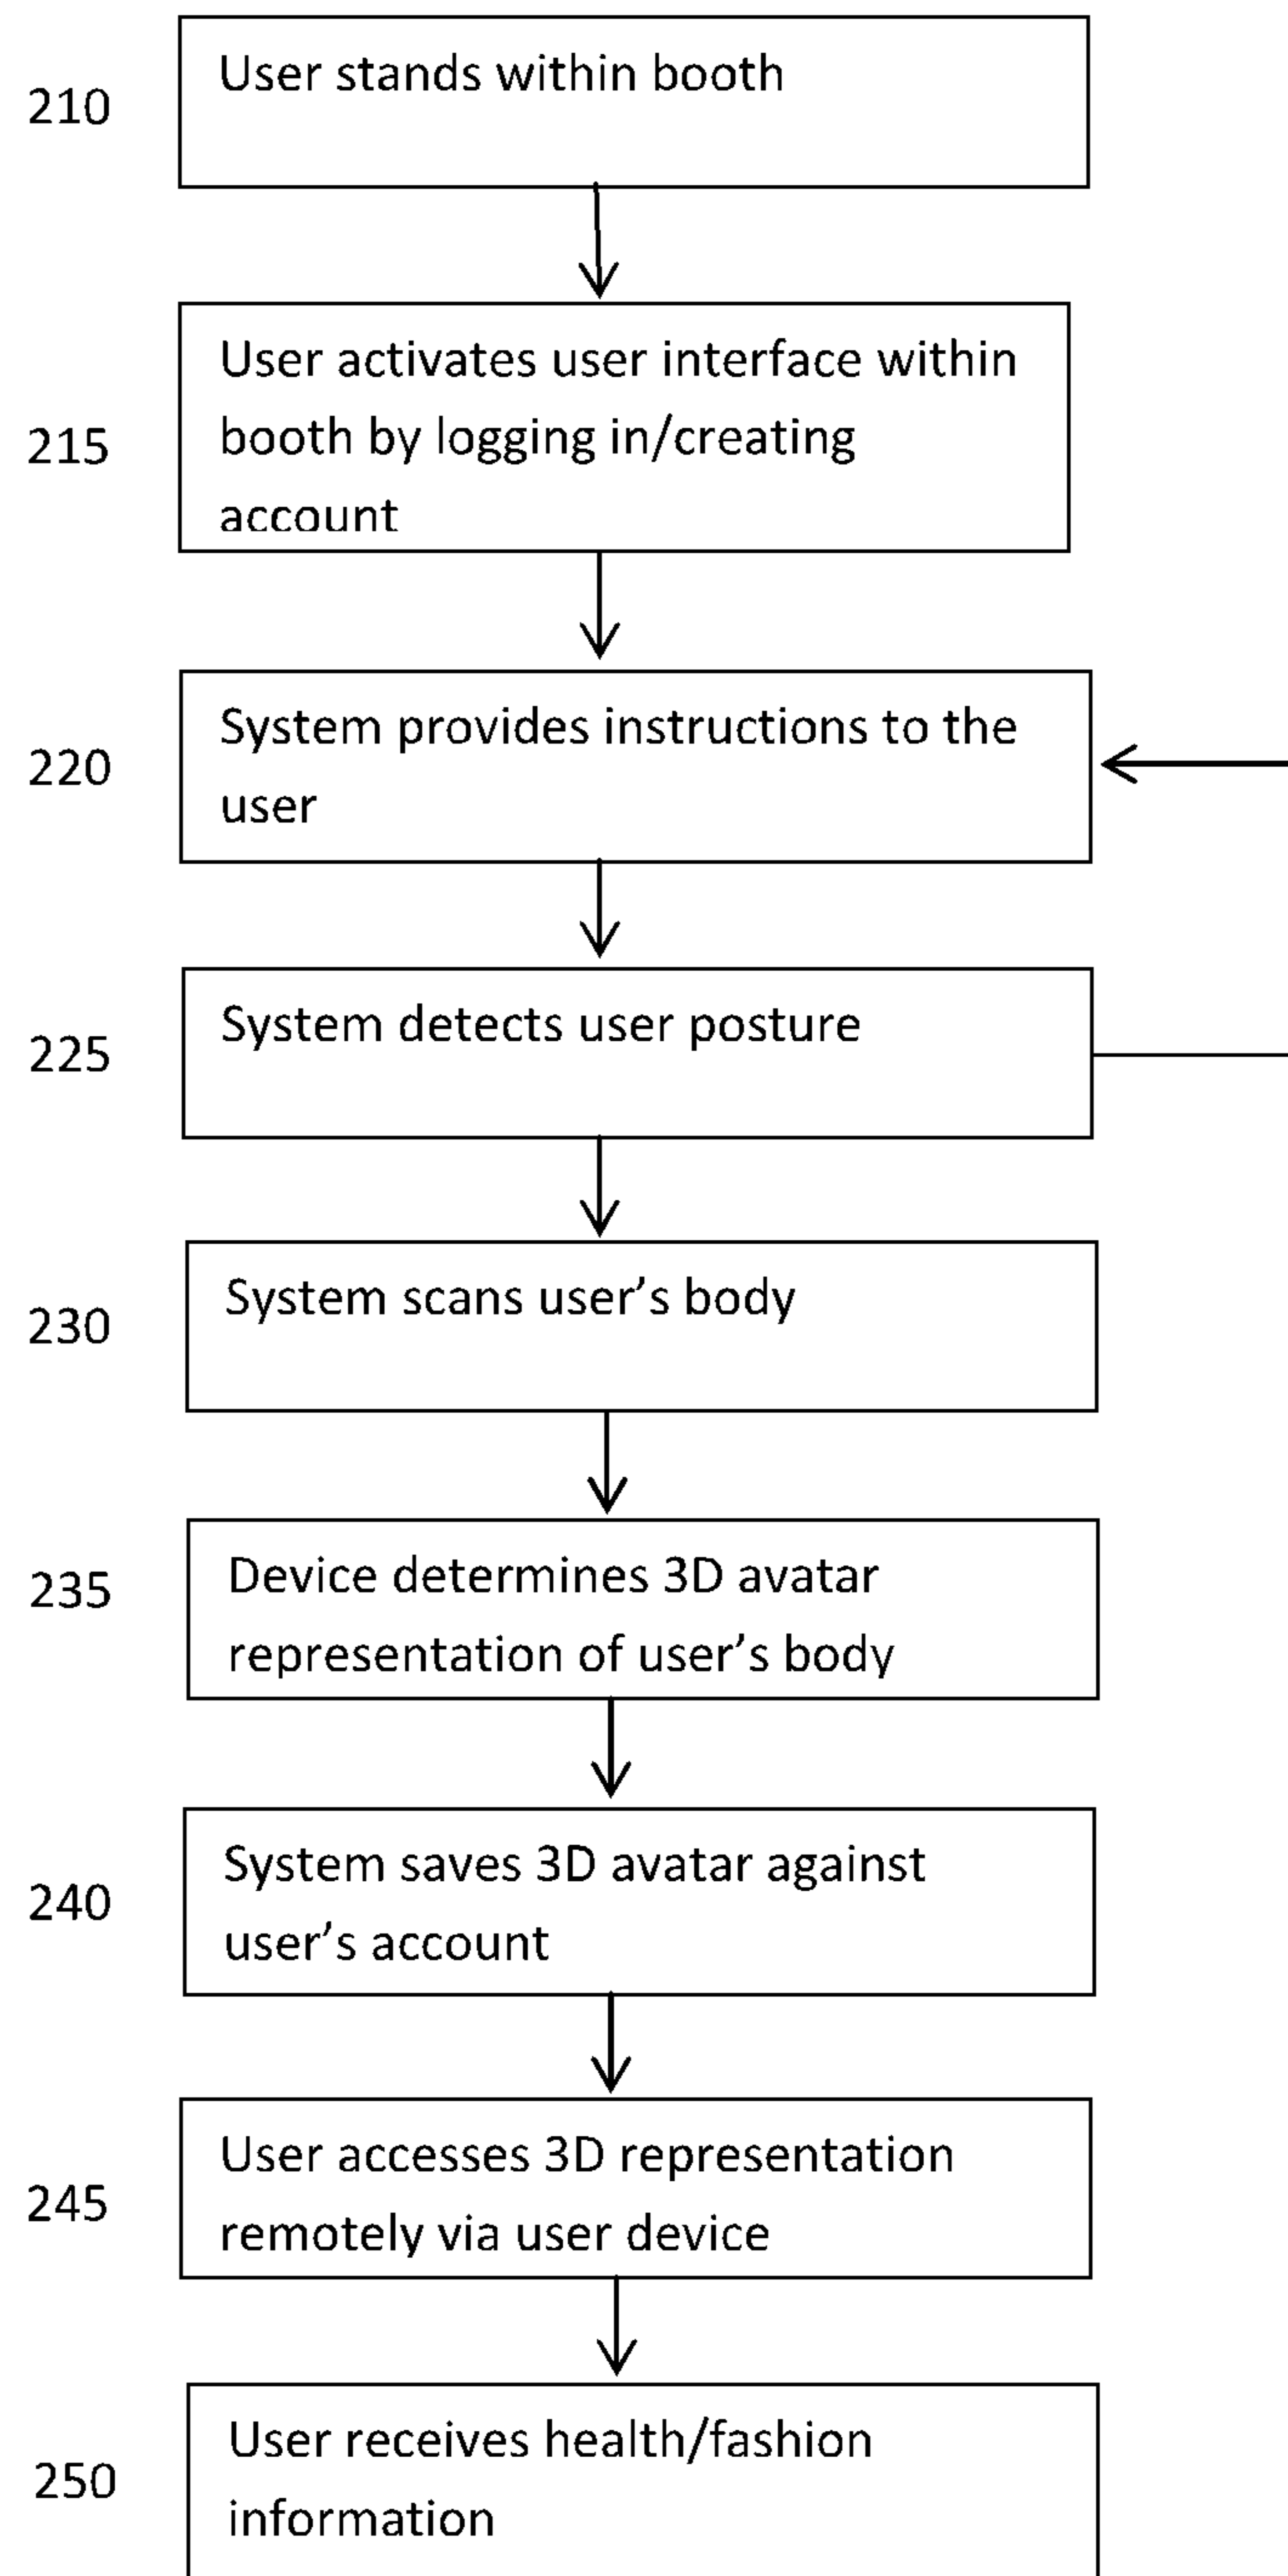 210
User stands within booth
215
User activates user interface within
booth by logging in/creating
account
220
System provides instructions to the
user
225
System detects user posture
230
System scans user’s body
235
Device determines 3D avatar
representation of user’s body
240
System saves 3D avatar against
user’s account
245
User accesses 3D representation
remotely via user device
250
User receives health/fashion
information